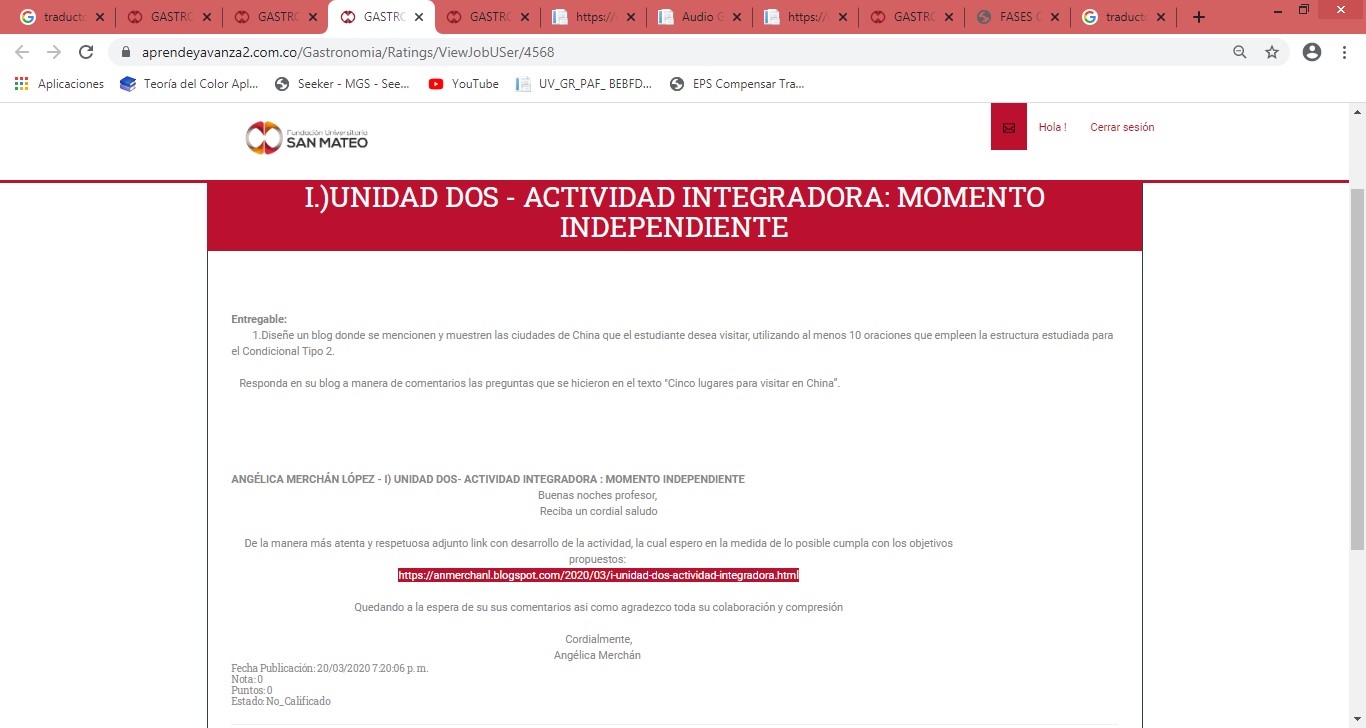 traducto
GASTRO
GASTRO
GASTRO
GASTRO
https://
Audio G
https://
GASTRO
FASES C
traducto
aprendeyavanza2.com.co/Gastronomia/Ratings/ViewJobUSer/4568
Aplicaciones
Teoría del Color Apl...
Seeker - MGS - See...
YouTube
UV_GR_PAF_ BEBFD...
EPS Compensar Tra...
Fundación Universitaria
SAN MATEO
Hola !
Cerrar sesión
I.)UNIDAD DOS - ACTIVIDAD INTEGRADORA: MOMENTO
INDEPENDIENTE
Entregable:
1.Diseñe un blog donde se mencionen y muestren las ciudades de China que el estudiante desea visitar, utilizando al menos 10 oraciones que empleen la estructura estudiada para
el Condicional Tipo 2.
Responda en su blog a manera de comentarios las preguntas que se hicieron en el texto "Cinco lugares para visitar en China".
ANGÉLICA MERCHÁN LÓPEZ - I) UNIDAD DOS- ACTIVIDAD INTEGRADORA : MOMENTO INDEPENDIENTE
Buenas noches profesor,
Reciba un cordial saludo
De la manera más atenta y respetuosa adjunto link con desarrollo de la actividad, la cual espero en la medida de lo posible cumpla con los objetivos
propuestos:
https://anmerchanl.blogspot.com/2020/03/i-unidad-dos-actividad-integradora.html
Quedando a la espera de su sus comentarios asi como agradezco toda su colaboración y compresión
Cordialmente,
Angélica Merchán
Fecha Publicación: 20/03/2020 7:20:06 p. m.
Nota: 0
Puntos: 0
Estado: No_Calificado